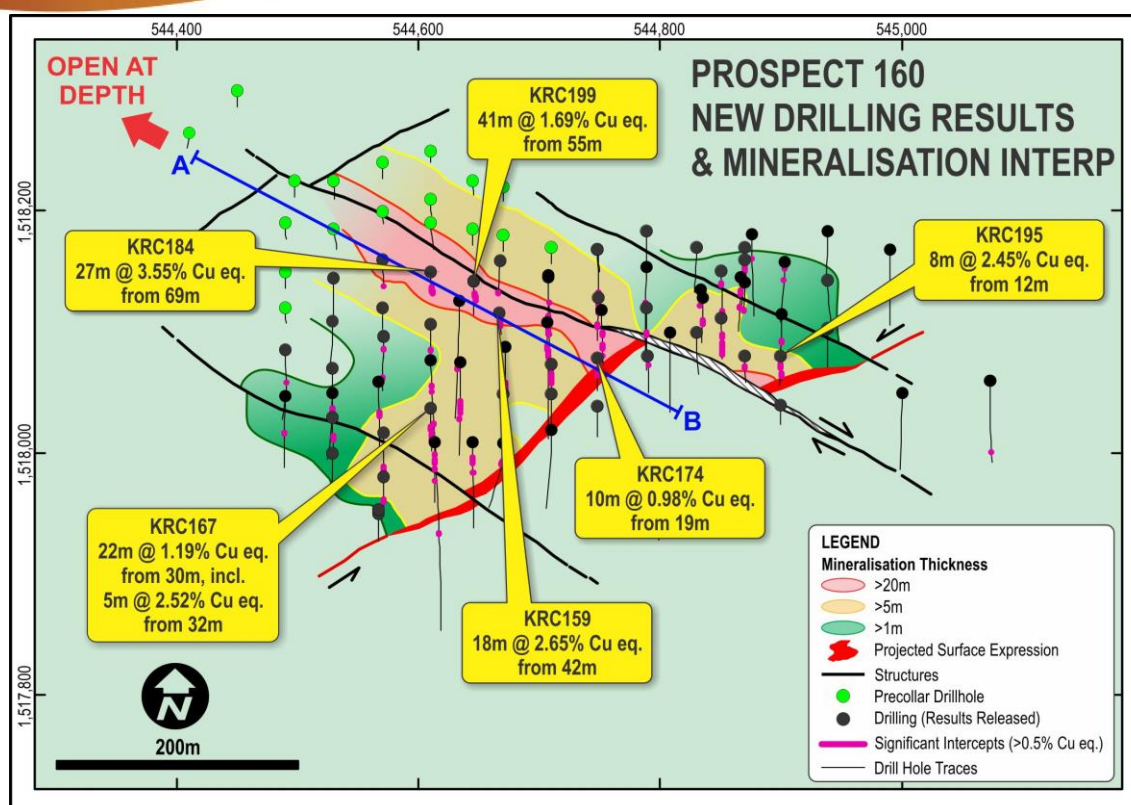 544,400
544,600
544,800
545,000
1,518,200
1,518,000
1,517,800
OPEN AT
DEPTH
PROSPECT 160
NEW DRILLING RESULTS
& MINERALISATION INTERP
A
B
KRC199
41m @ 1.69% Cu eq.
from 55m
KRC184
27m @ 3.55% Cu eq.
from 69m
KRC195
8m @ 2.45% Cu eq.
from 12m
KRC174
10m @ 0.98% Cu eq.
from 19m
KRC167
22m @ 1.19% Cu eq.
from 30m, incl.
5m @ 2.52% Cu eq.
from 32m
KRC159
18m @ 2.65% Cu eq.
from 42m
N
200m
LEGEND
Mineralisation Thickness
>20m
>5m
>1m
Projected Surface Expression
Structures
Precollar Drillhole
Drilling (Results Released)
Significant Intercepts (>0.5% Cu eq.)
Drill Hole Traces